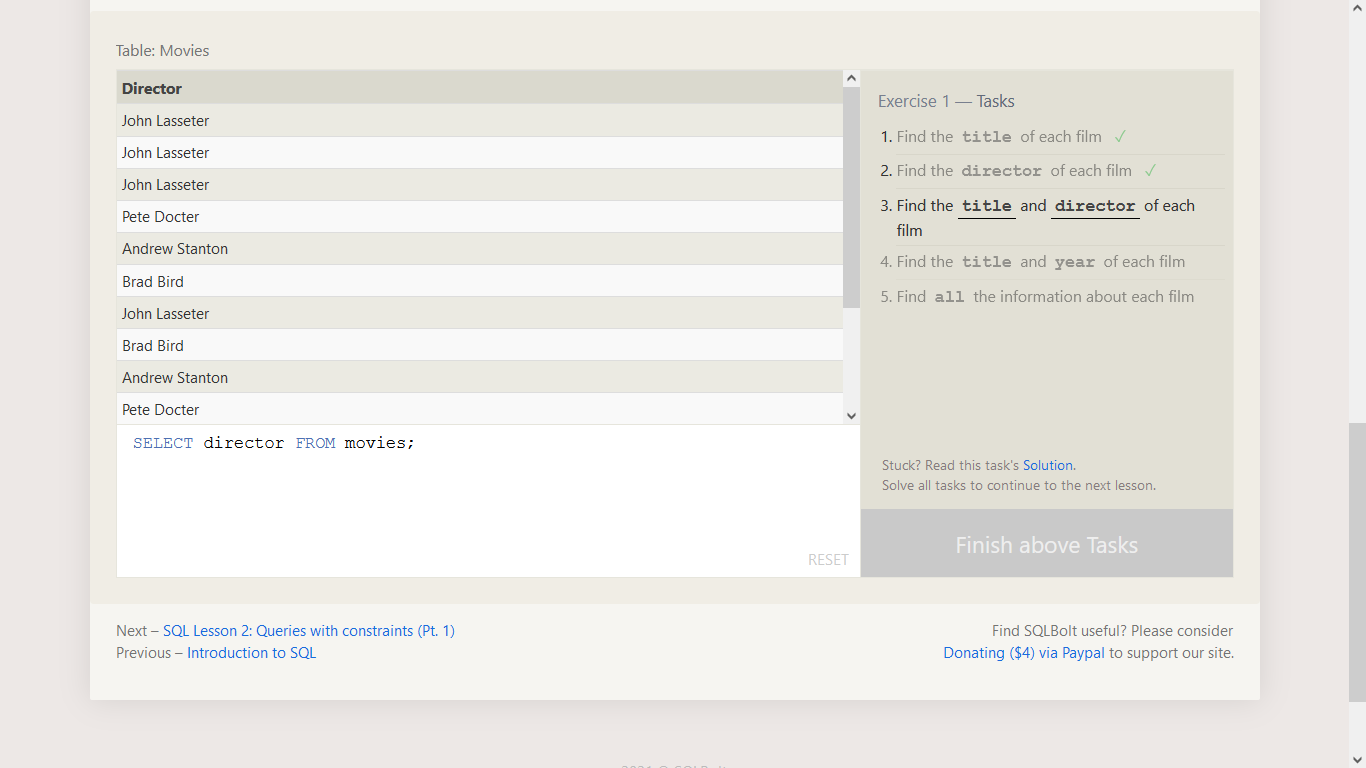 Table: Movies
Director
John Lasseter
John Lasseter
John Lasseter
Pete Docter
Andrew Stanton
Brad Bird
John Lasseter
Brad Bird
Andrew Stanton
Pete Docter
SELECT director FROM movies;
RESET
Exercise 1 — Tasks
1. Find the title of each film ✓
2. Find the director of each film ✓
3. Find the title and director of each
film
4. Find the title and year of each film
5. Find all the information about each film
Stuck? Read this task's Solution.
Solve all tasks to continue to the next lesson.
Finish above Tasks
Next – SQL Lesson 2: Queries with constraints (Pt. 1)
Previous – Introduction to SQL
Find SQLBolt useful? Please consider
Donating ($4) via Paypal to support our site.